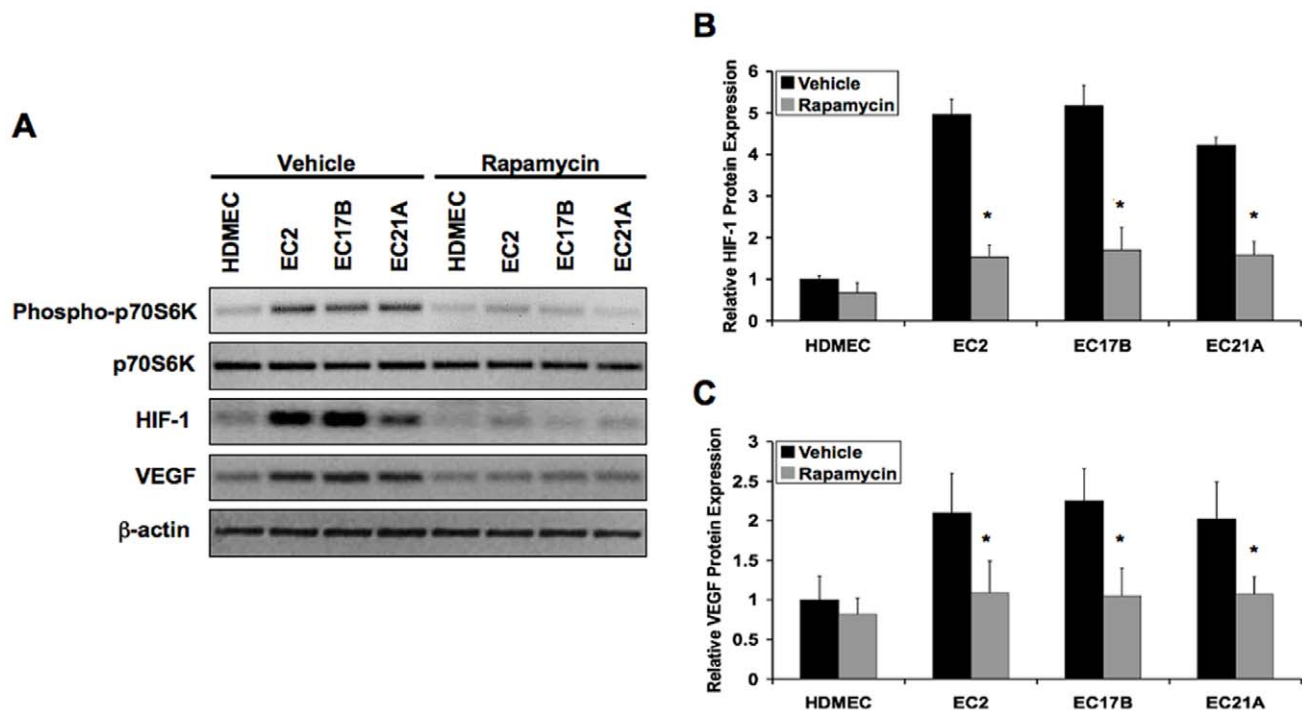 A
Vehicle Rapamycin
HDMEC EC2 EC17B EC21A HDMEC EC2 EC17B EC21A
Phospho-p70S6K
p70S6K
HIF-1
VEGF
β-actin
B
Relative HIF-1 Protein Expression
6
5
4
3
2
1
0
Vehicle
Rapamycin
*
*
*
HDMEC EC2 EC17B EC21A
C
Relative VEGF Protein Expression
3
2.5
2
1.5
1
0.5
0
Vehicle
Rapamycin
*
*
*
HDMEC EC2 EC17B EC21A